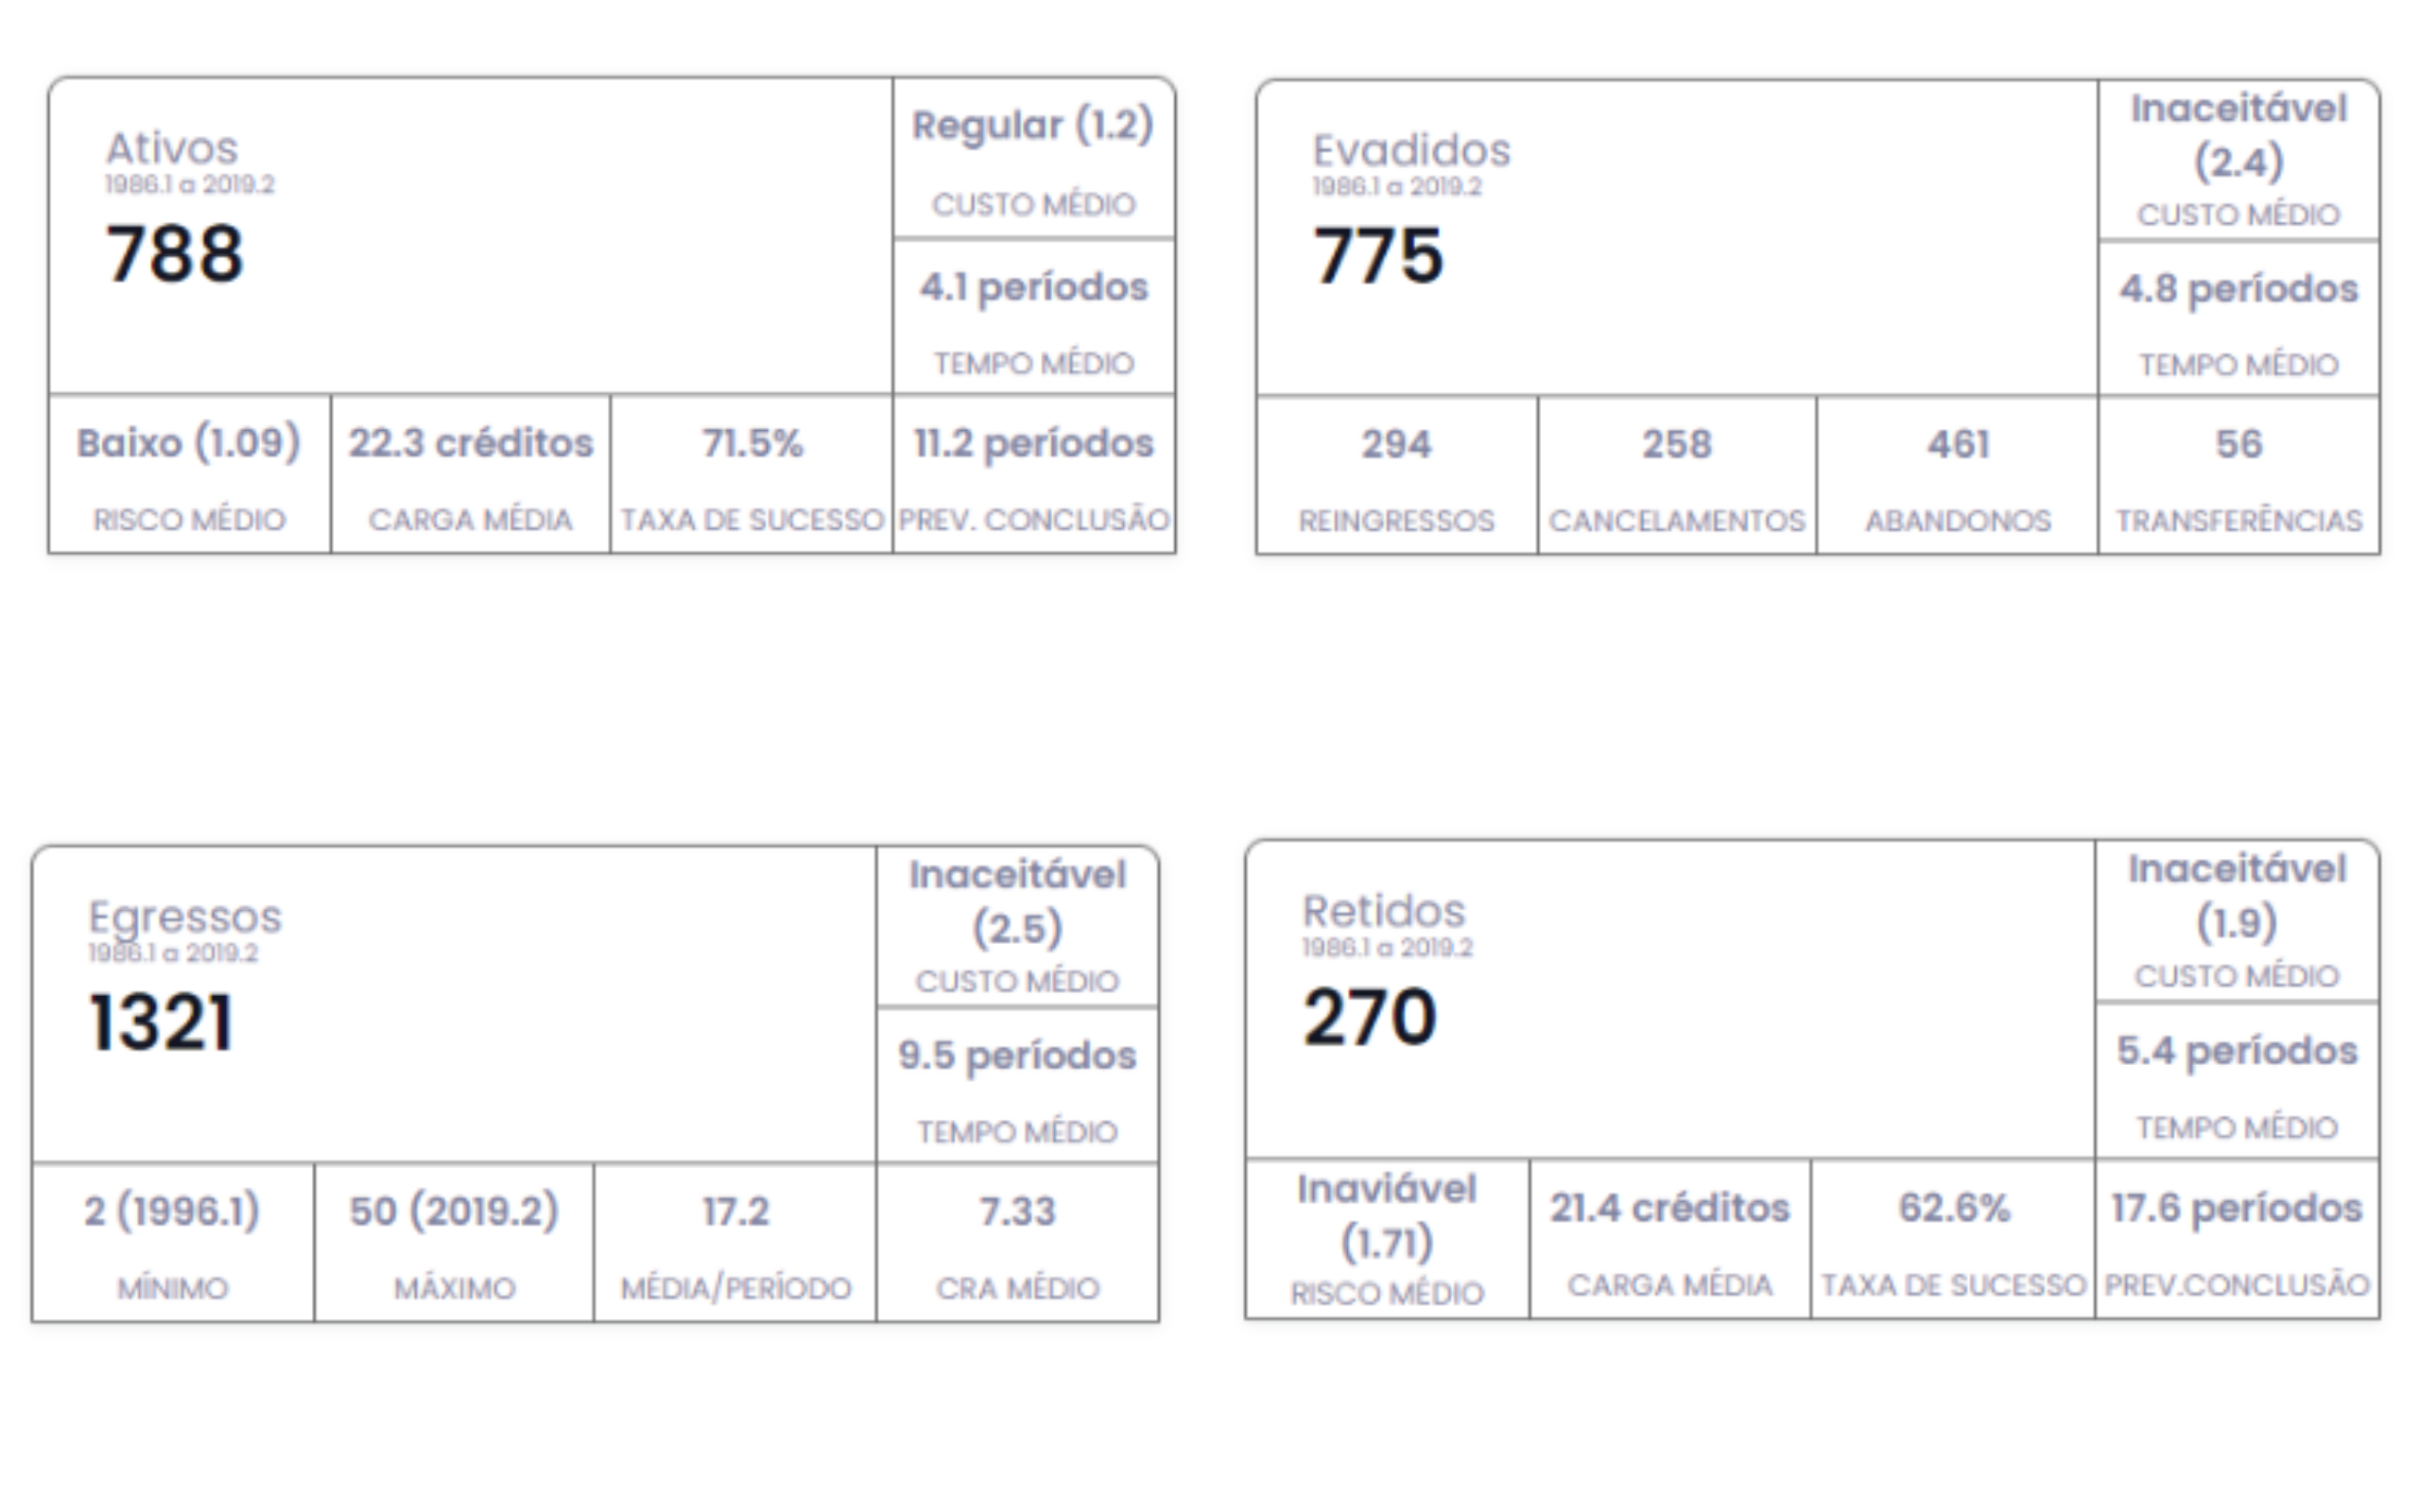 Ativos
1986.1 a 2019.2
788
Regular (1.2)
CUSTO MÉDIO
4.1 períodos
TEMPO MÉDIO
Baixo (1.09)
RISCO MÉDIO
22.3 créditos
CARGA MÉDIA
71.5%
TAXA DE SUCESSO
11.2 períodos
PREV. CONCLUSÃO
Evadidos
1986.1 a 2019.2
775
Inaceitável
(2.4)
CUSTO MÉDIO
4.8 períodos
TEMPO MÉDIO
294
REINGRESSOS
258
CANCELAMENTOS
461
ABANDONOS
56
TRANSFERÊNCIAS
Egressos
1986.1 a 2019.2
1321
Inaceitável
(2.5)
CUSTO MÉDIO
9.5 períodos
TEMPO MÉDIO
2 (1996.1)
MÍNIMO
50 (2019.2)
MÁXIMO
17.2
MÉDIA/PERÍODO
7.33
CRA MÉDIO
Retidos
1986.1 a 2019.2
270
Inaceitável
(1.9)
CUSTO MÉDIO
5.4 períodos
TEMPO MÉDIO
Inaviável
(1.71)
RISCO MÉDIO
21.4 créditos
CARGA MÉDIA
62.6%
TAXA DE SUCESSO
17.6 períodos
PREV.CONCLUSÃO